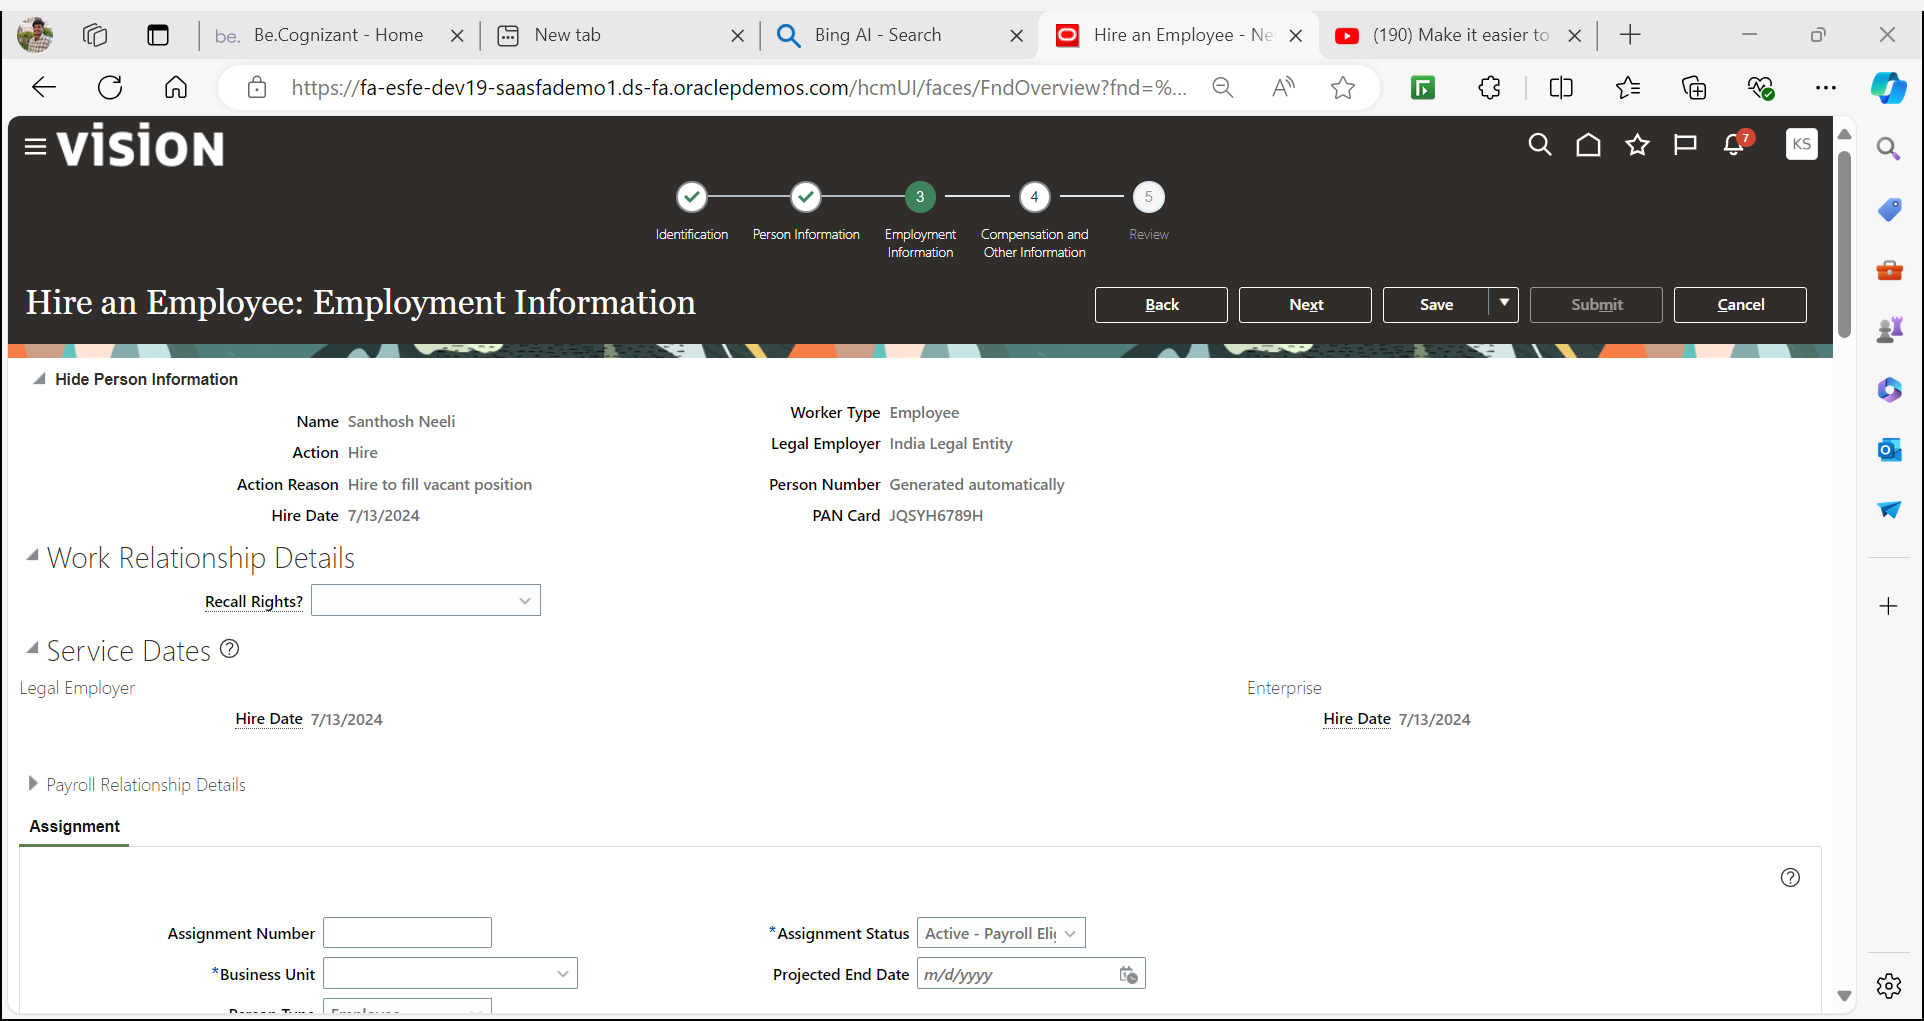 be. Be.Cognizant - Home
New tab
Bing AI - Search
Hire an Employee - Ne
(190) Make it easier to
https://fa-esfe-dev19-saasfademo1.ds-fa.oraclepdemos.com/hcmUI/faces/FndOverview?fnd=%...
VISION
7
KS
3
4
5
Identification
Person Information
Employment Information
Compensation and Other Information
Review
Hire an Employee: Employment Information
Back
Next
Save
Submit
Cancel
Hide Person Information
Name Santhosh Neeli
Worker Type Employee
Action Hire
Legal Employer India Legal Entity
Action Reason Hire to fill vacant position
Person Number Generated automatically
Hire Date 7/13/2024
PAN Card JQSYH6789H
Work Relationship Details
Recall Rights?
Service Dates
Legal Employer
Enterprise
Hire Date 7/13/2024
Hire Date 7/13/2024
Payroll Relationship Details
Assignment
Assignment Number
*Assignment Status Active - Payroll Elig
*Business Unit
Projected End Date m/d/yyyy
Person Type Employee